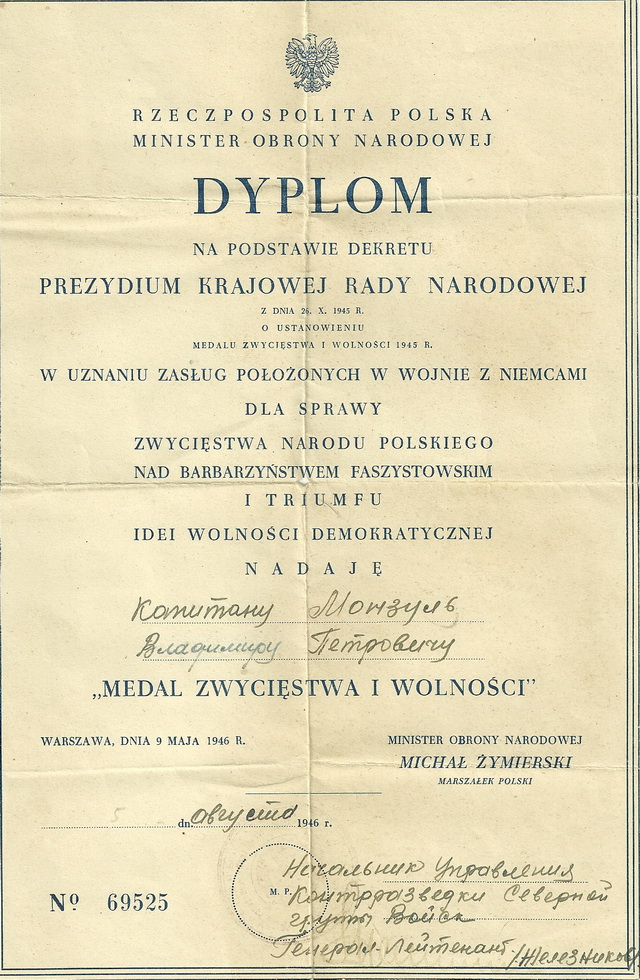 RZECZPOSPOLITA POLSKA
MINISTER OBRONY NARODOWEJ
DYPLOM
NA PODSTAWIE DEKRETU
PREZYDIUM KRAJOWEJ RADY NARODOWEJ
Z DNIA 26. X. 1945 R.
O USTANOWIENIU
MEDALU ZWYCIĘSTWA I WOLNOŚCI 1945 R.
W UZNANIU ZASŁUG POŁOŻONYCH W WOJNIE Z NIEMCAMI
DLA SPRAWY
ZWYCIĘSTWA NARODU POLSKIEGO
NAD BARBARZYŃSTWEM FASZYSTOWSKIM
I TRIUMFU
IDEI WOLNOŚCI DEMOKRATYCZNEJ
NADAJĘ
Капитану Монзуль
Владимиру Петровичу
„MEDAL ZWYCIĘSTWA I WOLNOŚCI”
WARSZAWA, DNIA 9 MAJA 1946 R.
MINISTER OBRONY NARODOWEJ
MICHAŁ ŻYMIERSKI
MARSZAŁEK POLSKI
5 dn. августа 1946 r.
Начальник Управления
М. P. Контрразведки Северной
группы Войск
Nº 69525
Генерал-Лейтенант /Железников/